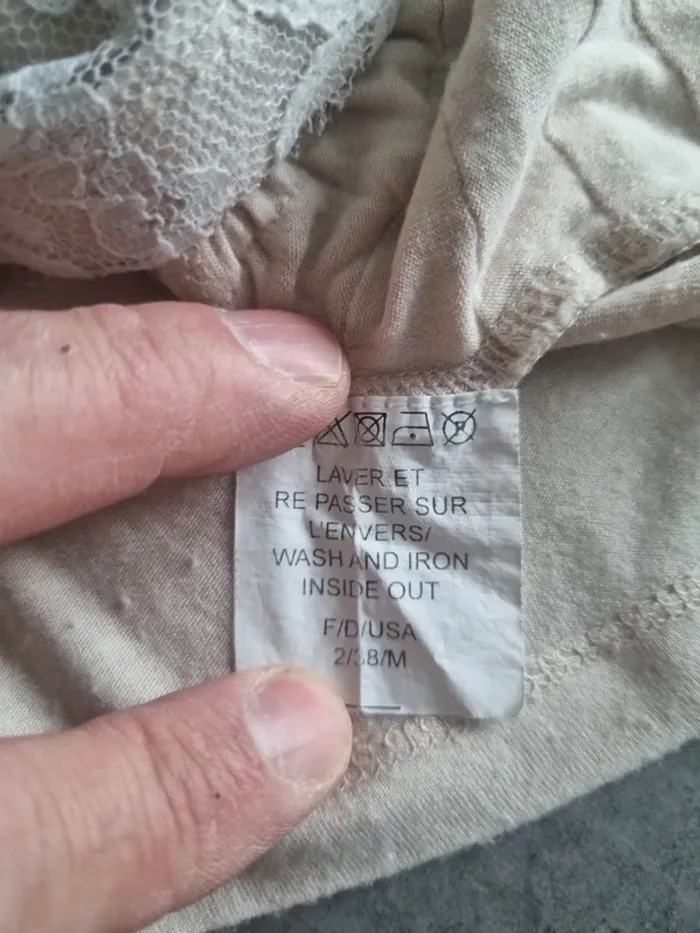 LAVER ET
RE PASSER SUR
L'ENVERS/
WASH AND IRON
INSIDE OUT
F/D/USA
2/38/M